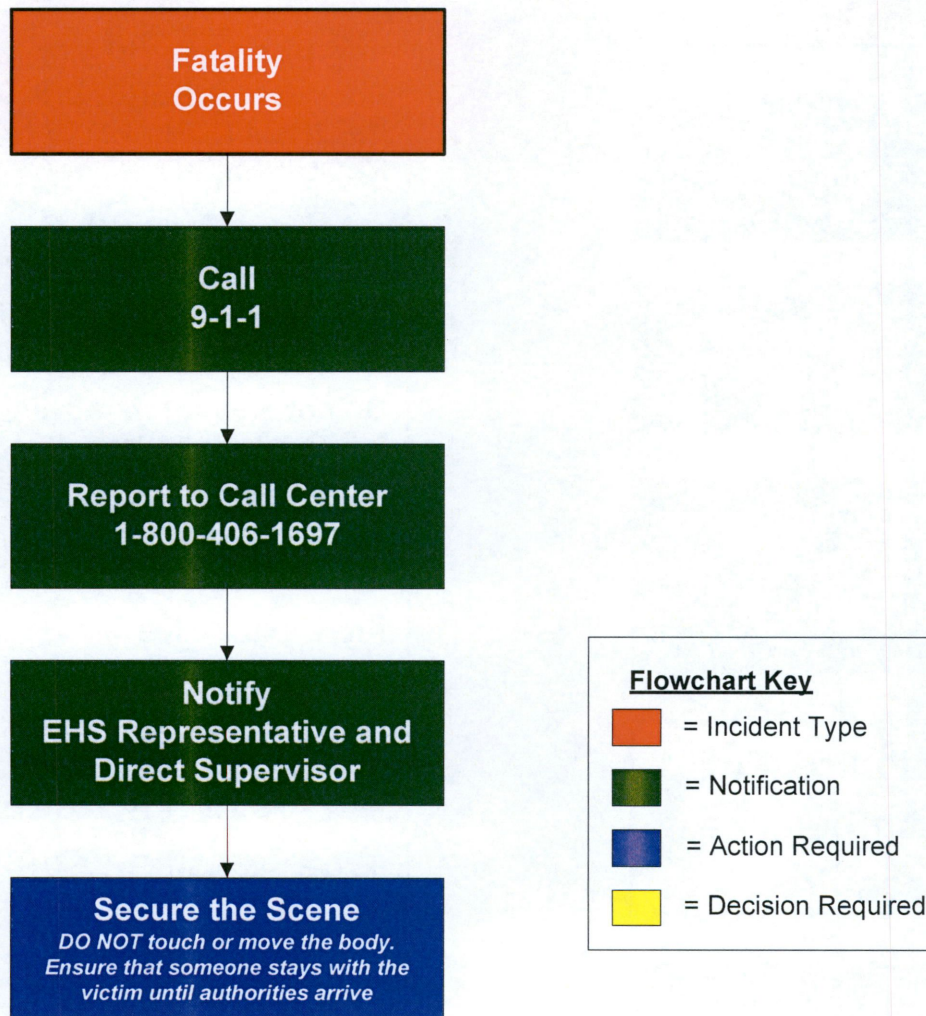 Fatality
Occurs
Call
9-1-1
Report to Call Center
1-800-406-1697
Notify
EHS Representative and
Direct Supervisor
Secure the Scene
DO NOT touch or move the body.
Ensure that someone stays with the
victim until authorities arrive
Flowchart Key
= Incident Type
= Notification
= Action Required
= Decision Required